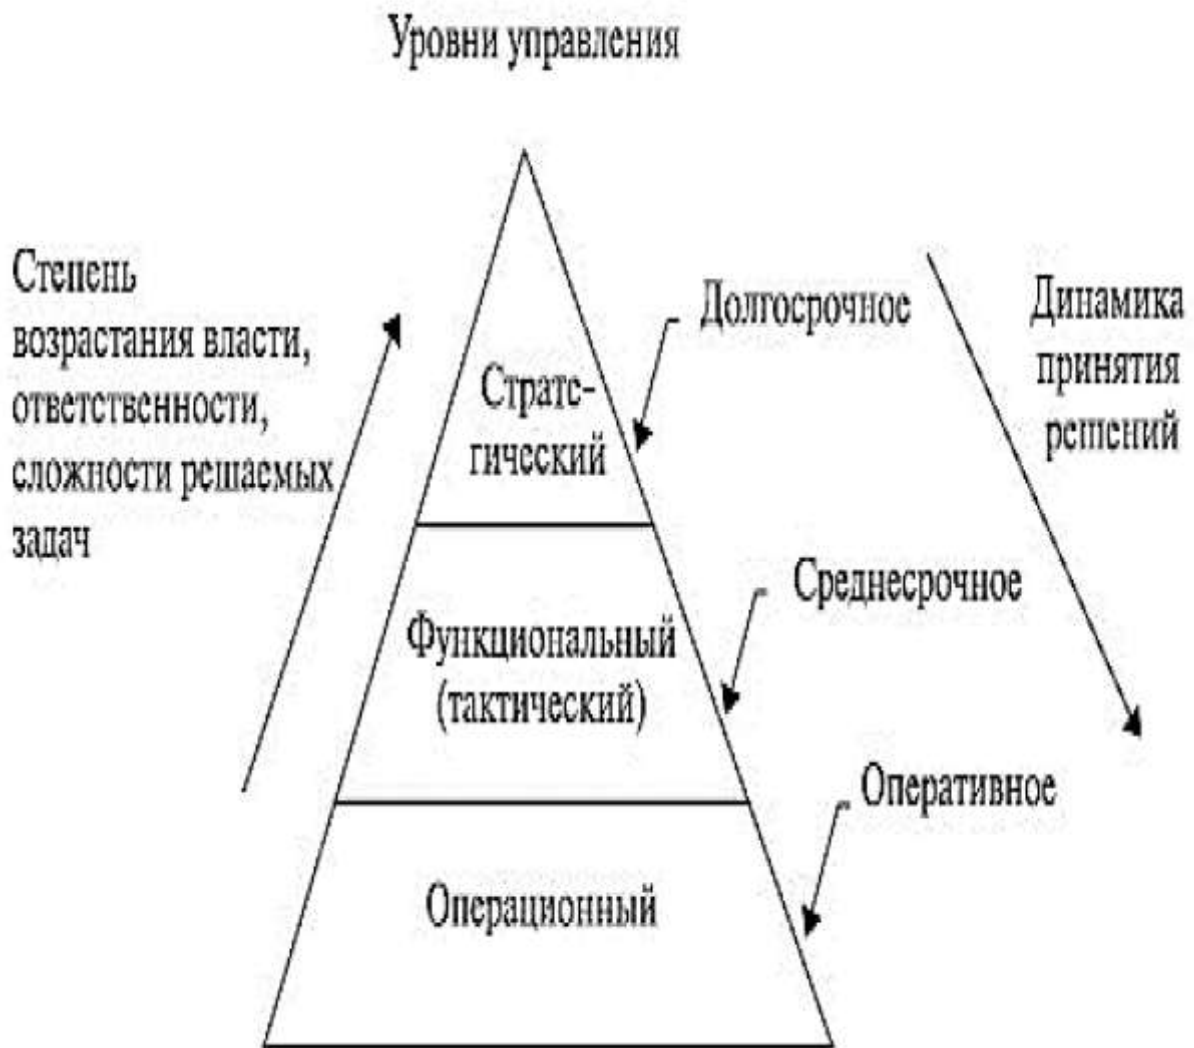 Уровни управления
Степень
возрастания власти,
ответственности,
сложности решаемых
задач
Долгосрочное
Динамика
принятия
решений
Страте-
гический
Среднесрочное
Функциональный
(тактический)
Оперативное
Операционный